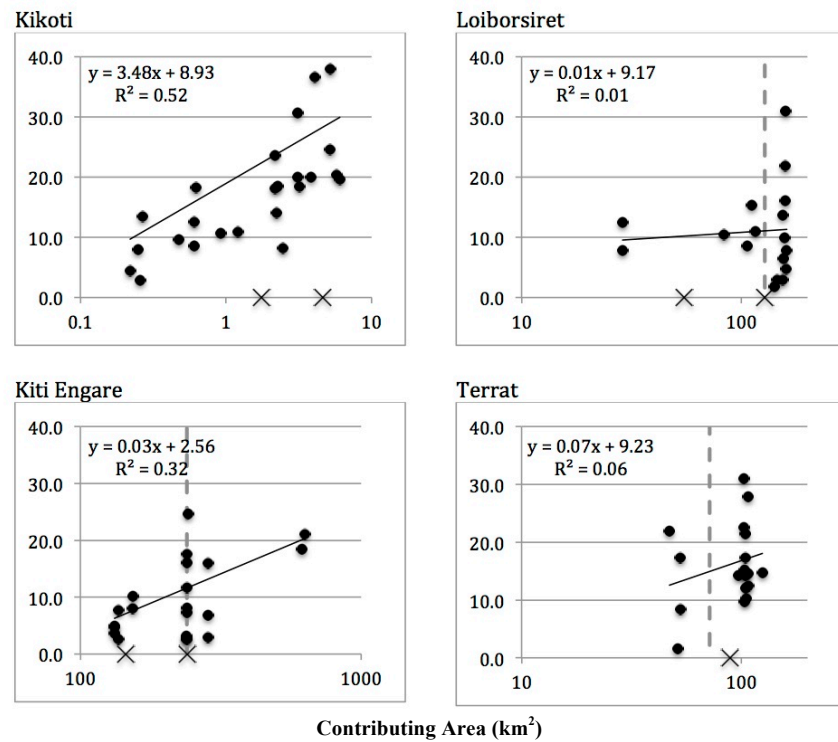 Kikoti
y = 3.48x + 8.93
R² = 0.52
40.0
30.0
20.0
10.0
0.0
0.1 1 10
Loiborsiret
y = 0.01x + 9.17
R² = 0.01
40.0
30.0
20.0
10.0
0.0
10 100
Kiti Engare
y = 0.03x + 2.56
R² = 0.32
40.0
30.0
20.0
10.0
0.0
100 1000
Terrat
y = 0.07x + 9.23
R² = 0.06
40.0
30.0
20.0
10.0
0.0
10 100
Contributing Area (km²)